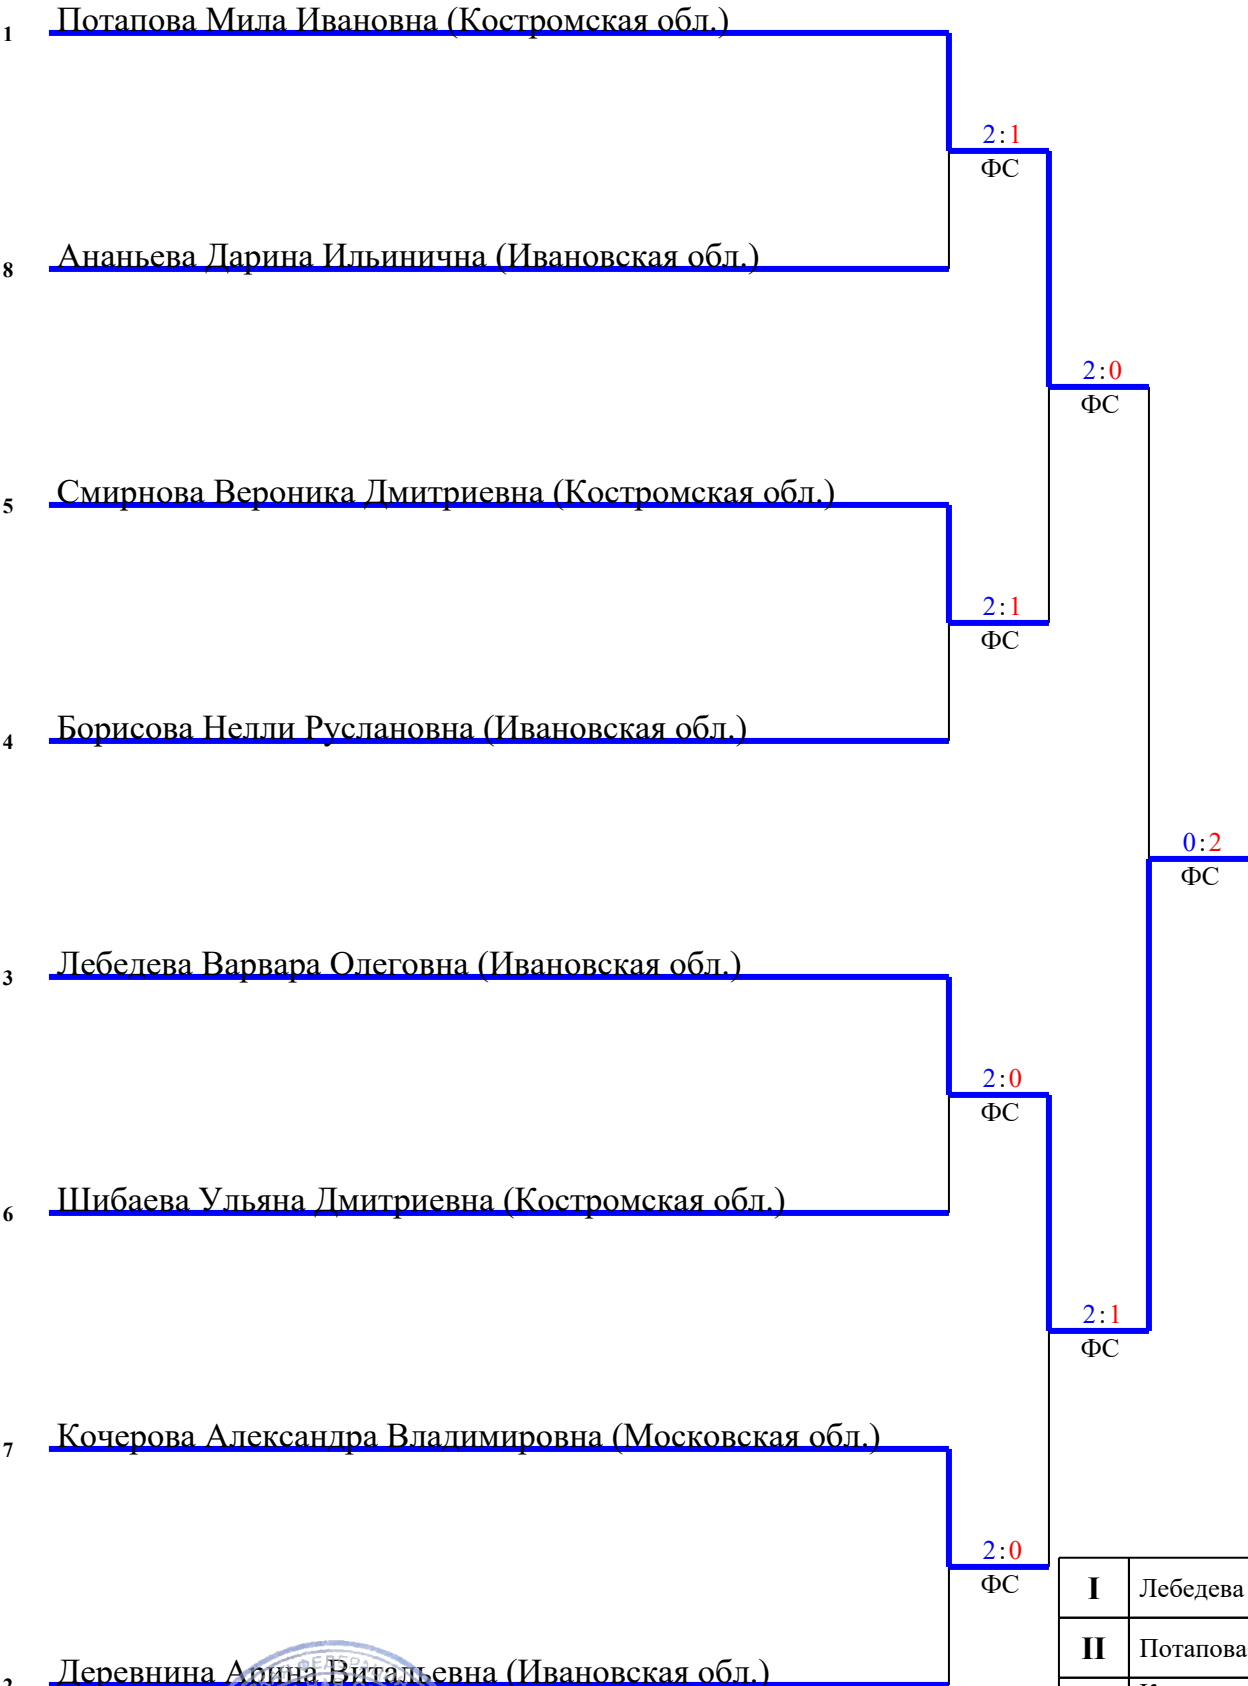 1 Потапова Мила Ивановна (Костромская обл.)
2:1
ФС
8 Ананьева Дарина Ильинична (Ивановская обл.)
2:0
ФС
5 Смирнова Вероника Дмитриевна (Костромская обл.)
2:1
ФС
4 Борисова Нелли Руслановна (Ивановская обл.)
0:2
ФС
3 Лебедева Варвара Олеговна (Ивановская обл.)
2:0
ФС
6 Шибаева Ульяна Дмитриевна (Костромская обл.)
2:1
ФС
7 Кочерова Александра Владимировна (Московская обл.)
2:0
ФС
I Лебедева
II Потапова
2 Деревнина Арина Витальевна (Ивановская обл.)